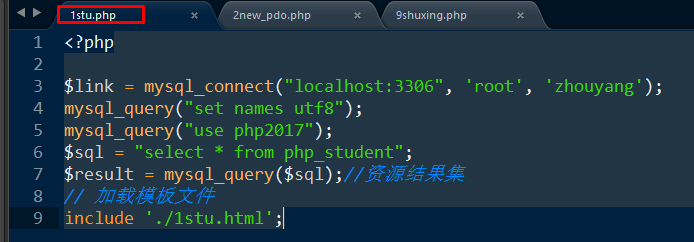 1stu.php 2new_pdo.php 9shuxing.php
1 <?php
2
3 $link = mysql_connect("localhost:3306", 'root', 'zhouyang');
4 mysql_query("set names utf8");
5 mysql_query("use php2017");
6 $sql = "select * from php_student";
7 $result = mysql_query($sql);//资源结果集
8 // 加载模板文件
9 include './1stu.html';